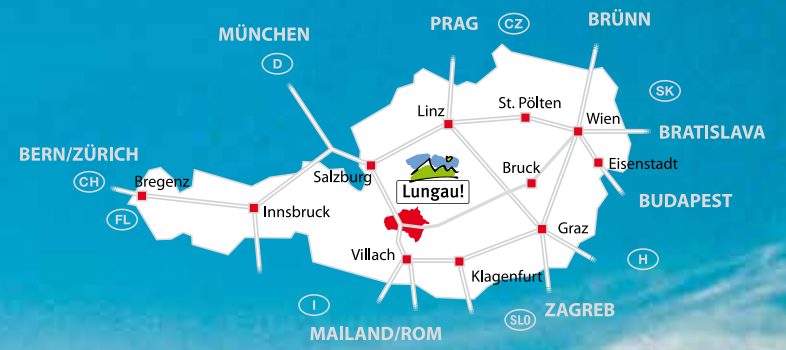 PRAG
CZ
BRÜNN
MÜNCHEN
D
SK
Linz
St. Pölten
Wien
BRATISLAVA
BERN/ZÜRICH
CH
Bregenz
Salzburg
Lungau!
Bruck
Eisenstadt
BUDAPEST
FL
Innsbruck
Graz
Villach
H
Klagenfurt
I
SLO
ZAGREB
MAILAND/ROM